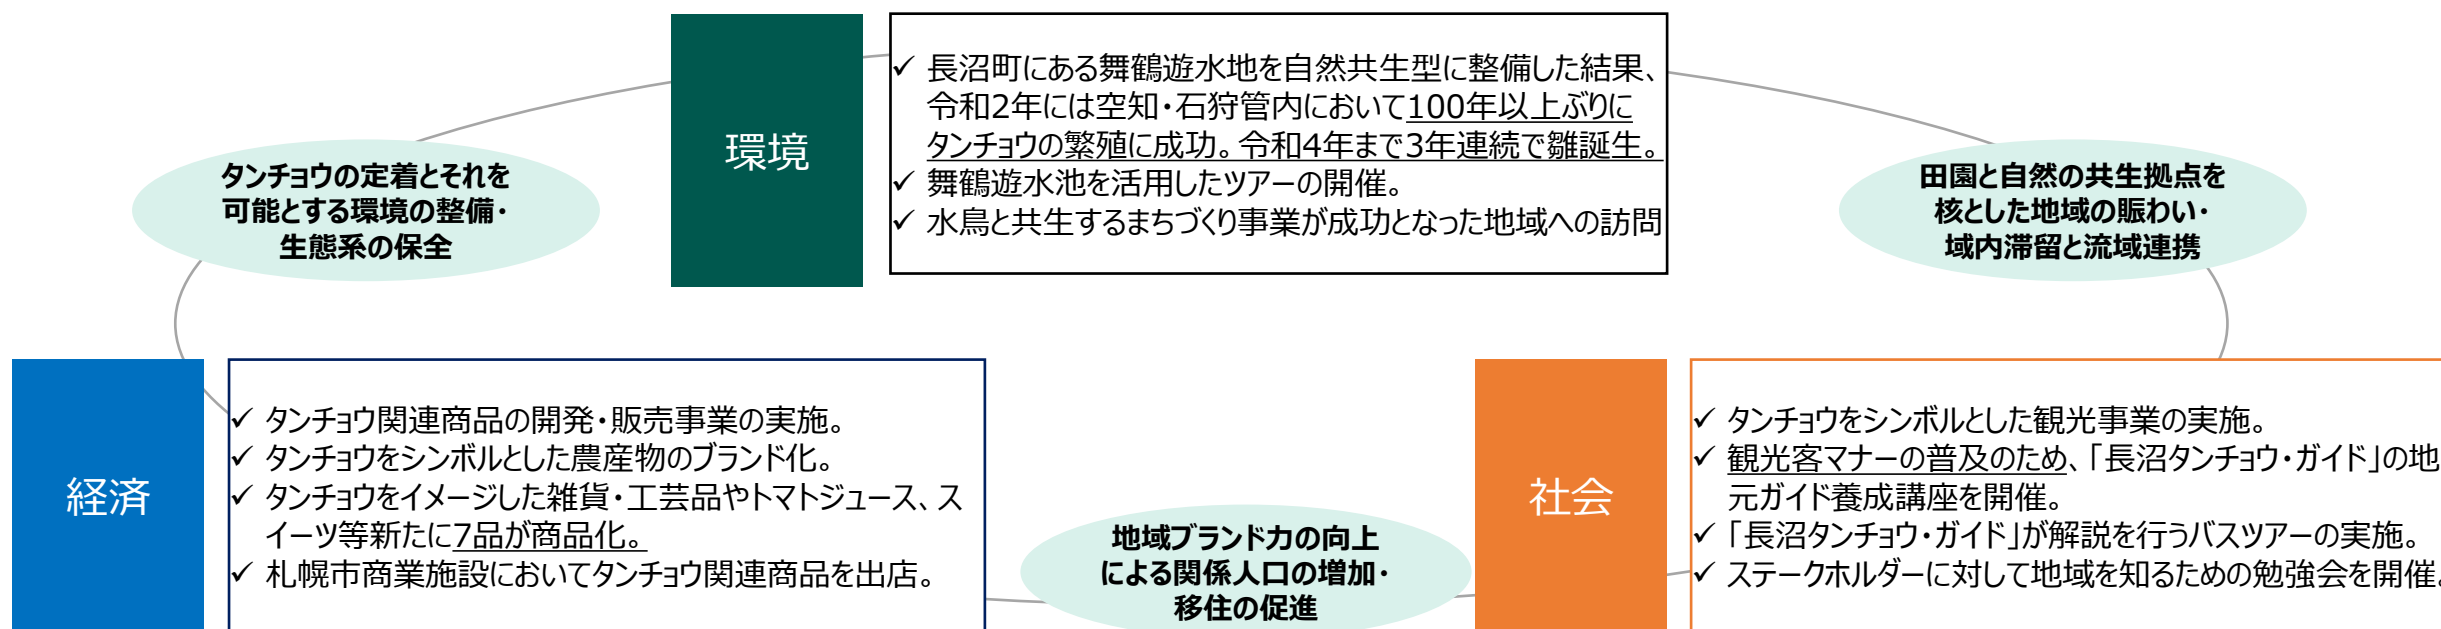 環境
✓ 長沼町にある舞鶴遊水地を自然共生型に整備した結果、
令和2年には空知・石狩管内において100年以上ぶりに
タンチョウの繁殖に成功。令和4年まで3年連続で雛誕生。
✓ 舞鶴遊水池を活用したツアーの開催。
✓ 水鳥と共生するまちづくり事業が成功となった地域への訪問
タンチョウの定着とそれを
可能とする環境の整備・
生態系の保全
田園と自然の共生拠点を
核とした地域の賑わい・
域内滞留と流域連携
経済
✓ タンチョウ関連商品の開発・販売事業の実施。
✓ タンチョウをシンボルとした農産物のブランド化。
✓ タンチョウをイメージした雑貨・工芸品やトマトジュース、ス
イーツ等新たに7品が商品化。
✓ 札幌市商業施設においてタンチョウ関連商品を出店。
地域ブランド力の向上
による関係人口の増加・
移住の促進
社会
✓ タンチョウをシンボルとした観光事業の実施。
✓ 観光客マナーの普及のため、「長沼タンチョウ・ガイド」の地
元ガイド養成講座を開催。
✓ 「長沼タンチョウ・ガイド」が解説を行うバスツアーの実施。
✓ ステークホルダーに対して地域を知るための勉強会を開催。